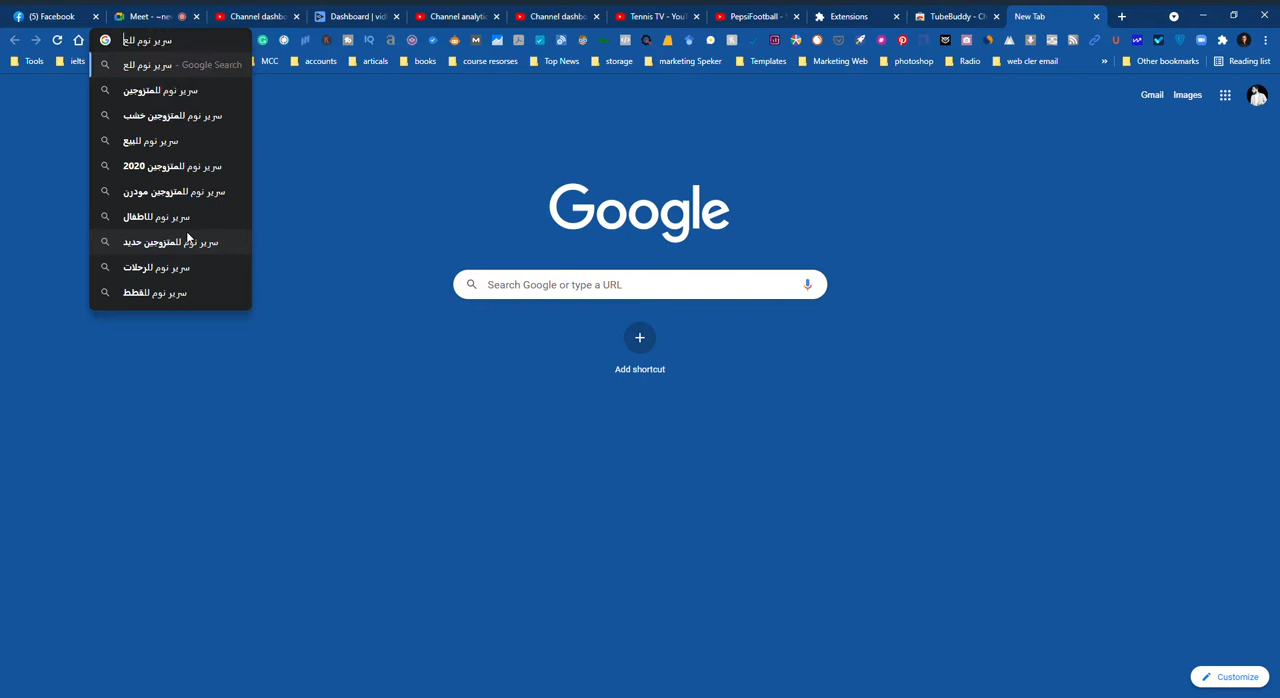 (5) Facebook
Meet - ~nev
Channel dashbo
Dashboard | vidI
Channel analytic
Channel dashbo
Tennis TV - YouT
PepsiFootball - Y
Extensions
TubeBuddy - Ch
New Tab
سرير نوم للع
Tools
ielts
MCC
accounts
articals
books
course resorses
Top News
storage
marketing Speker
Templates
Marketing Web
photoshop
Radio
web cler email
»
Other bookmarks
Reading list
سرير نوم للع - Google Search
سرير نوم للمتزوجين
سرير نوم للمتزوجين خشب
سرير نوم للبيع
سرير نوم للمتزوجين 2020
سرير نوم للمتزوجين مودرن
سرير نوم للاطفال
سرير نوم للمتزوجين حديد
سرير نوم للرحلات
سرير نوم للقطط
Gmail
Images
Google
Search Google or type a URL
Add shortcut
Customize